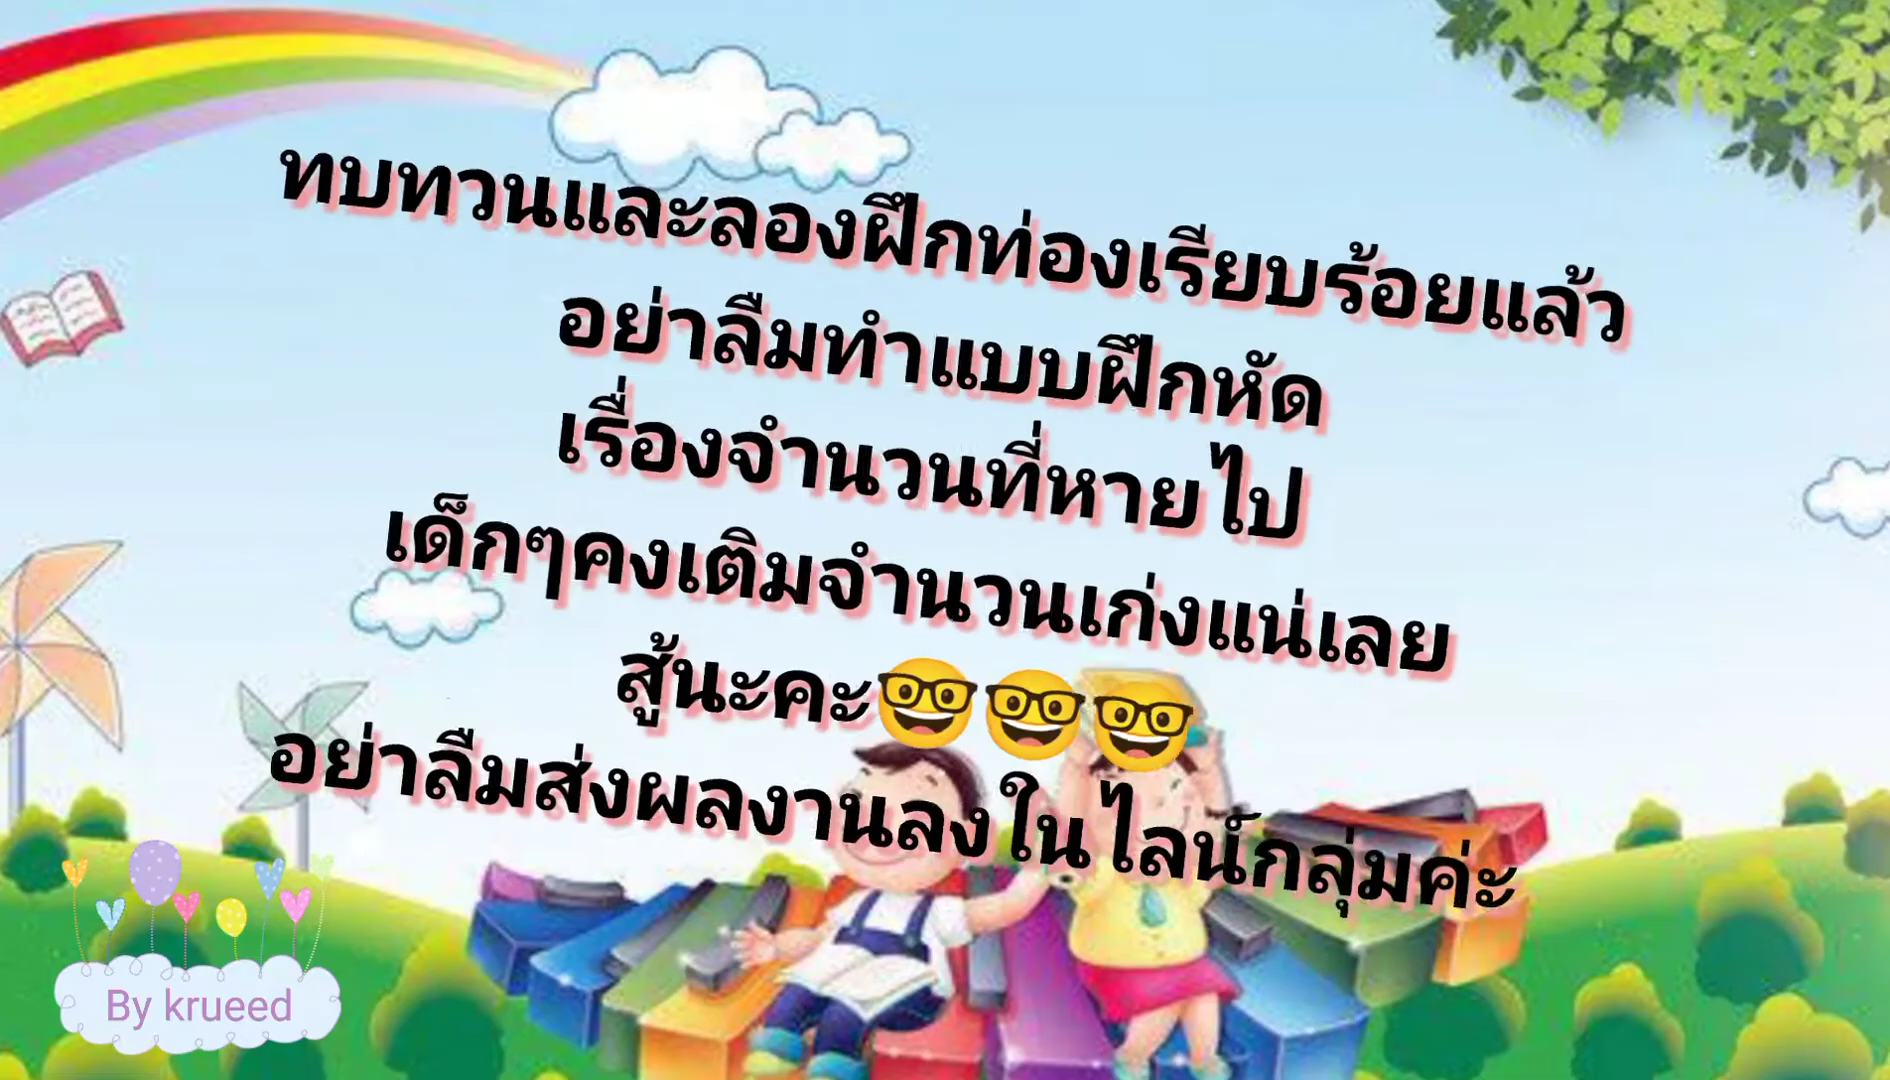 ทบทวนและลองฝึกท่องเรียบร้อยแล้ว
อย่าลืมทำแบบฝึกหัด
เรื่องจำนวนที่หายไป
เด็กๆคงเติมจำนวนเก่งแน่เลย
สู้นะคะ🤓🤓🤓
อย่าลืมส่งผลงานลงในไลน์กลุ่มค่ะ
By krueed